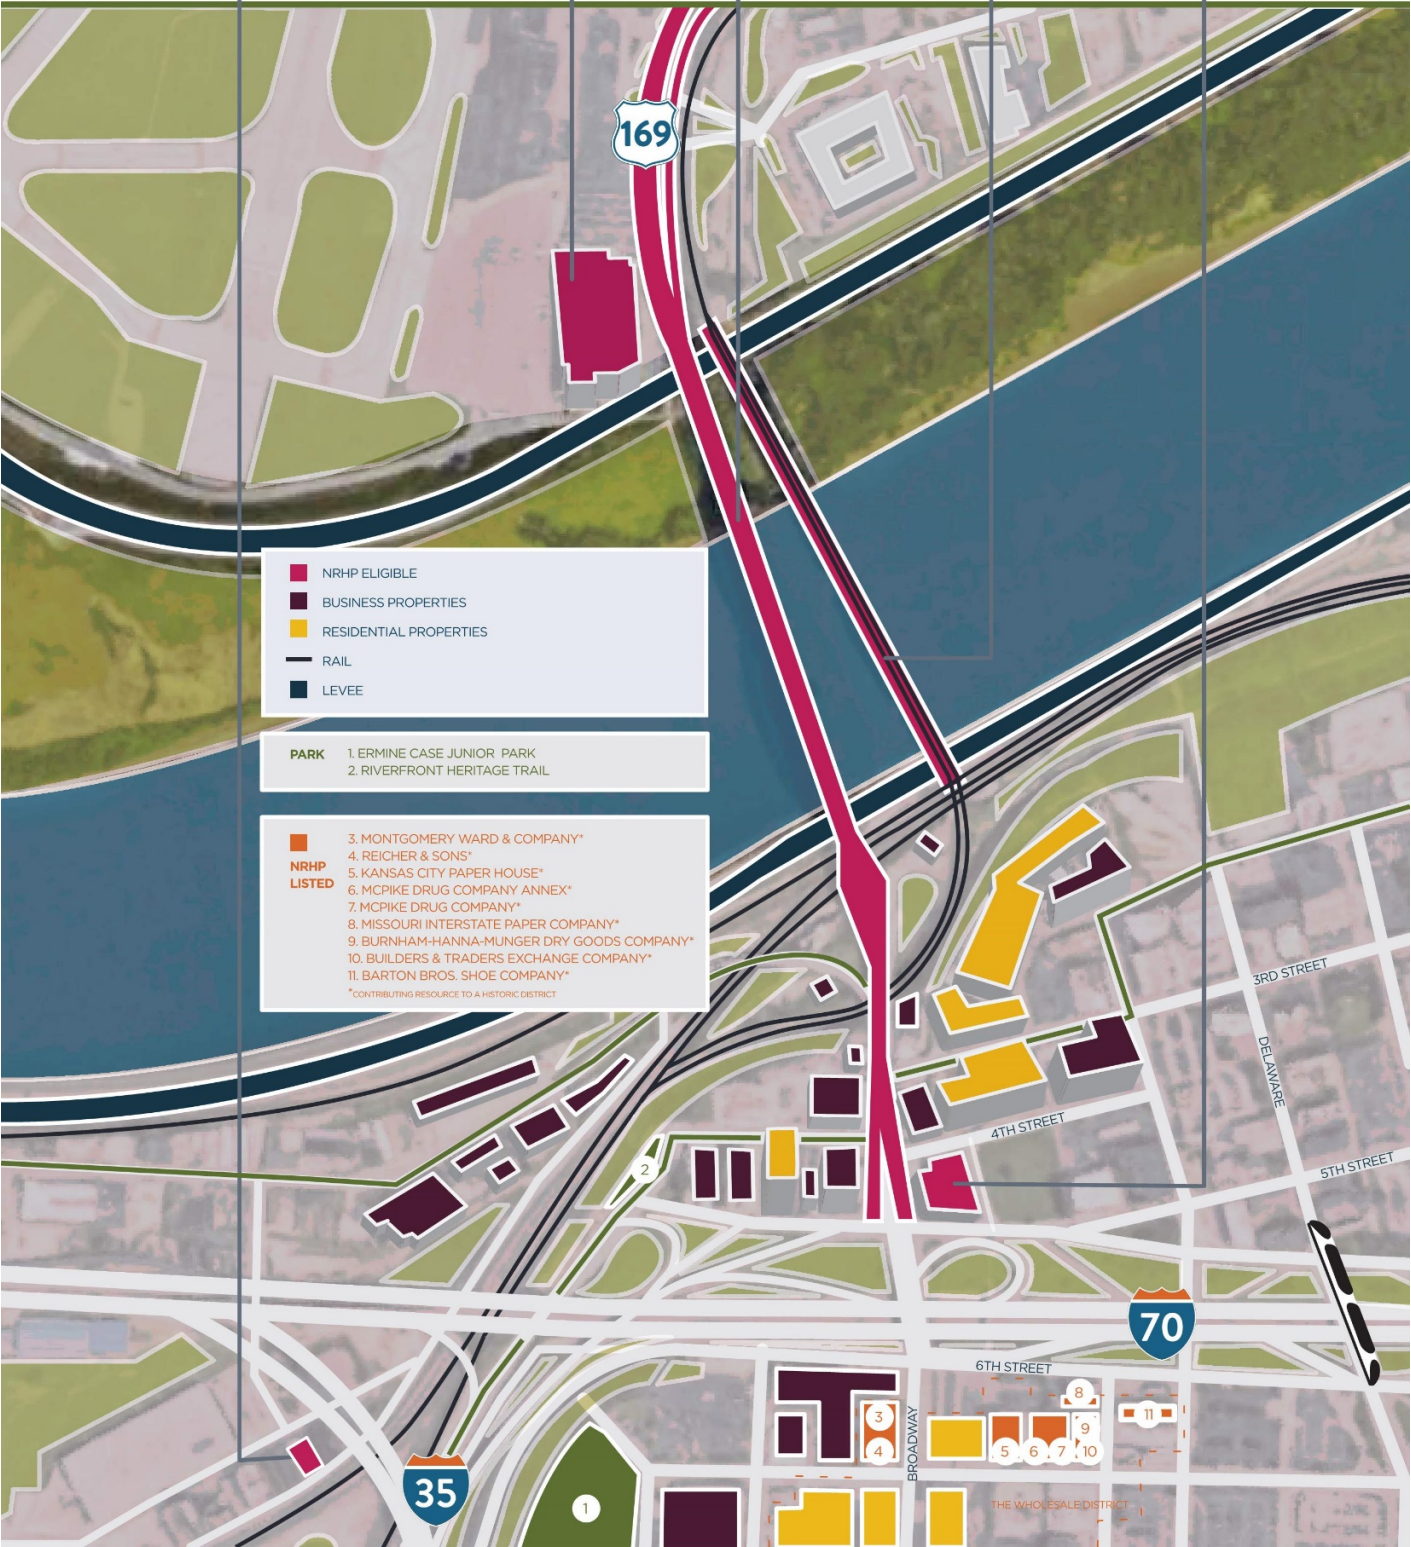 169
NRHP ELIGIBLE
BUSINESS PROPERTIES
RESIDENTIAL PROPERTIES
RAIL
LEVEE
PARK
1. ERMINE CASE JUNIOR PARK
2. RIVERFRONT HERITAGE TRAIL
NRHP
LISTED
3. MONTGOMERY WARD & COMPANY*
4. REICHER & SONS*
5. KANSAS CITY PAPER HOUSE*
6. MCPIKE DRUG COMPANY ANNEX*
7. MCPIKE DRUG COMPANY*
8. MISSOURI INTERSTATE PAPER COMPANY*
9. BURNHAM-HANNA-MUNGER DRY GOODS COMPANY*
10. BUILDERS & TRADERS EXCHANGE COMPANY*
11. BARTON BROS. SHOE COMPANY*
*CONTRIBUTING RESOURCE TO A HISTORIC DISTRICT
3RD STREET
DELAWARE
4TH STREET
5TH STREET
2
70
6TH STREET
BROADWAY
3
4
5
6
7
8
9
10
11
35
1
THE WHOLESALE DISTRICT